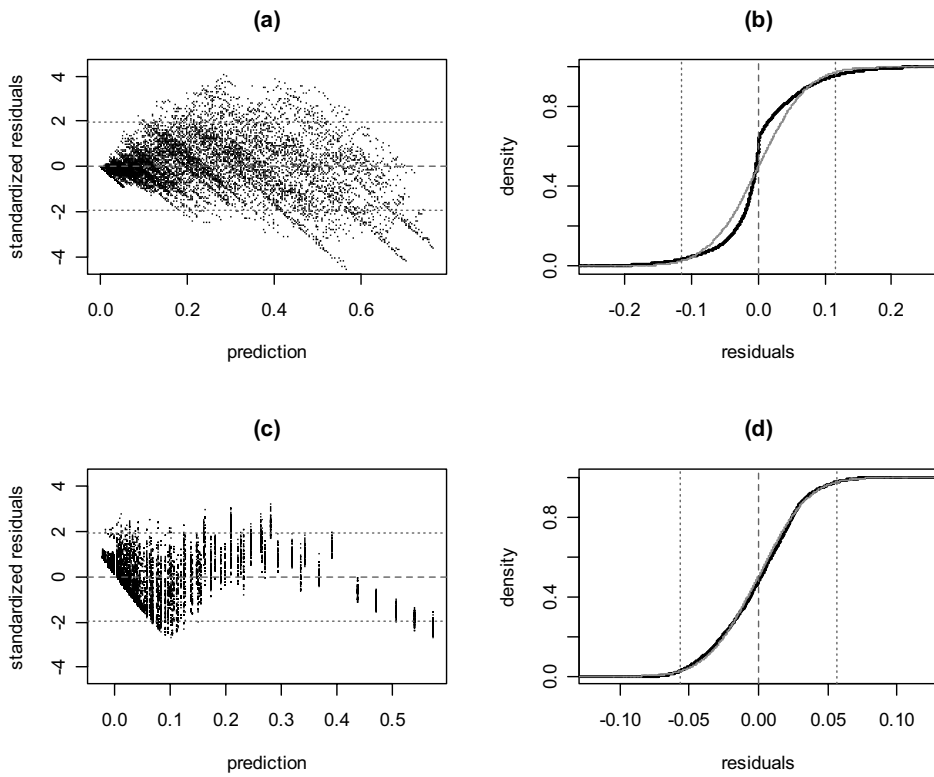 (a)
standardized residuals
4
2
0
-2
-4
0.0 0.2 0.4 0.6
prediction
(b)
density
0.8
0.4
0.0
-0.2 -0.1 0.0 0.1
residuals
(c)
standardized residuals
4
2
0
-2
-4
0.0 0.1 0.2 0.3 0.4 0.5
prediction
(d)
density
0.8
0.4
0.0
-0.10 -0.05 0.00 0.05 0.10
residuals